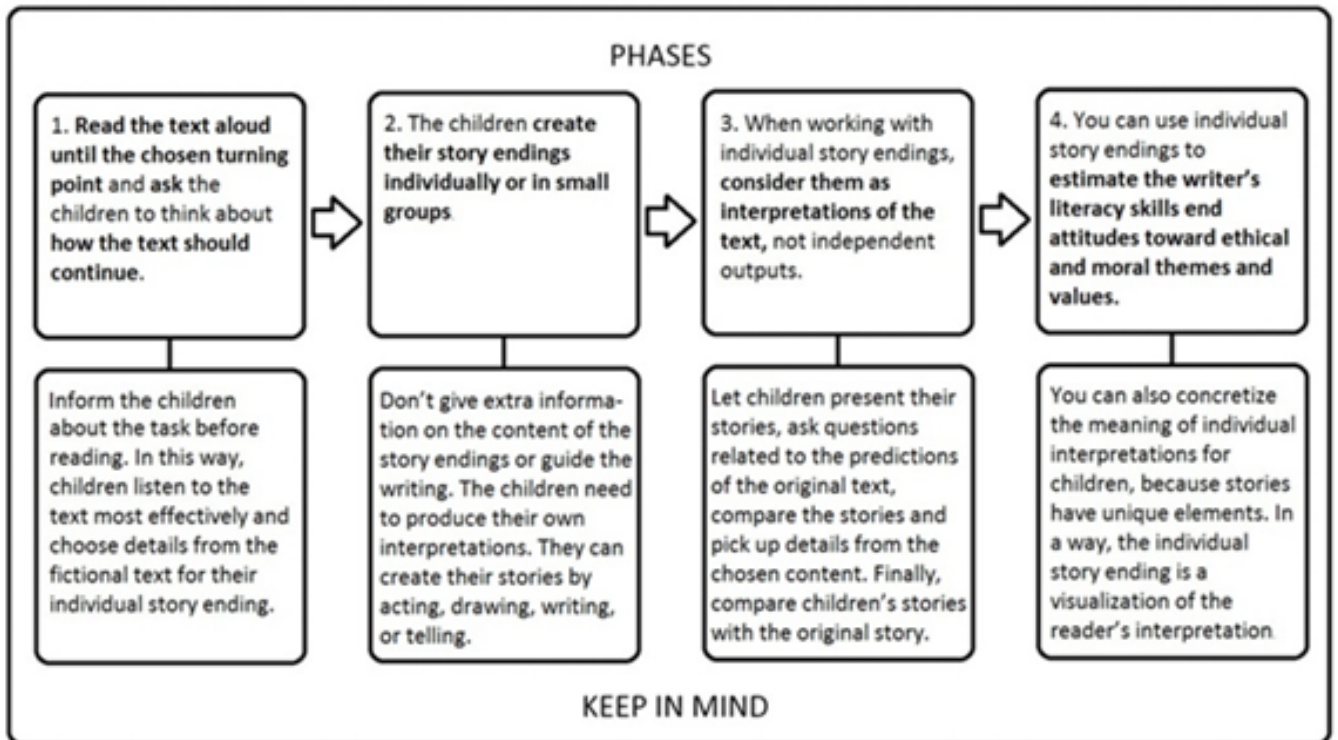 PHASES
1. Read the text aloud
until the chosen turning
point and ask the
children to think about
how the text should
continue.
2. The children create
their story endings
individually or in small
groups.
3. When working with
individual story endings,
consider them as
interpretations of the
text, not independent
outputs.
4. You can use individual
story endings to
estimate the writer's
literacy skills end
attitudes toward ethical
and moral themes and
values.
Inform the children
about the task before
reading. In this way,
children listen to the
text most effectively and
choose details from the
fictional text for their
individual story ending.
Don't give extra informa-
tion on the content of the
story endings or guide the
writing. The children need
to produce their own
interpretations. They can
create their stories by
acting, drawing, writing,
or telling.
Let children present their
stories, ask questions
related to the predictions
of the original text,
compare the stories and
pick up details from the
chosen content. Finally,
compare children's stories
with the original story.
You can also concretize
the meaning of individual
interpretations for
children, because stories
have unique elements. In
a way, the individual
story ending is a
visualization of the
reader's interpretation.
KEEP IN MIND